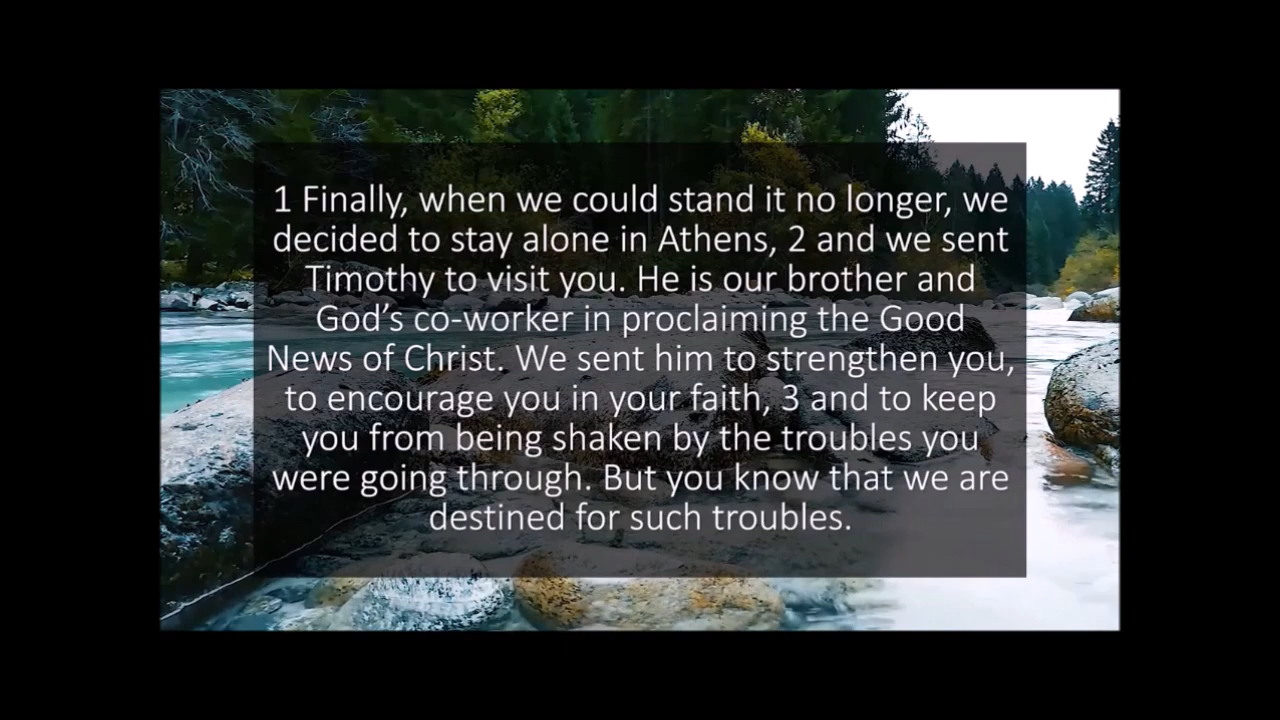 1 Finally, when we could stand it no longer, we
decided to stay alone in Athens, 2 and we sent
Timothy to visit you. He is our brother and
God’s co-worker in proclaiming the Good
News of Christ. We sent him to strengthen you,
to encourage you in your faith, 3 and to keep
you from being shaken by the troubles you
were going through. But you know that we are
destined for such troubles.